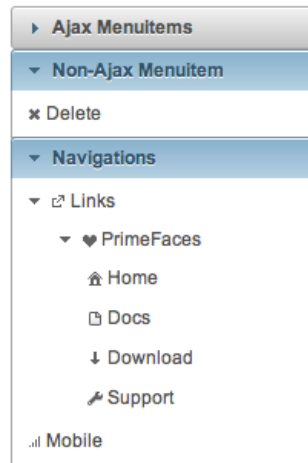 Ajax Menuitems
Non-Ajax Menuitem
Delete
Navigations
Links
PrimeFaces
Home
Docs
Download
Support
Mobile